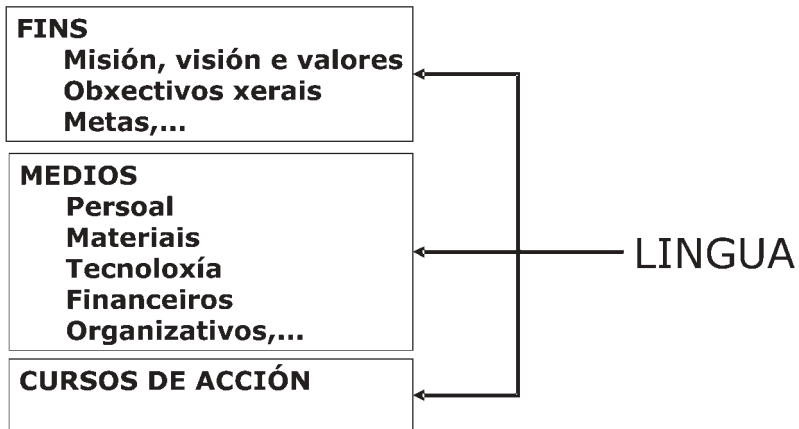 FINS
Misión, visión e valores
Obxectivos xerais
Metas,...
MEDIOS
Persoal
Materiais
Tecnoloxía
Financeiros
Organizativos,...
CURSOS DE ACCIÓN
LINGUA